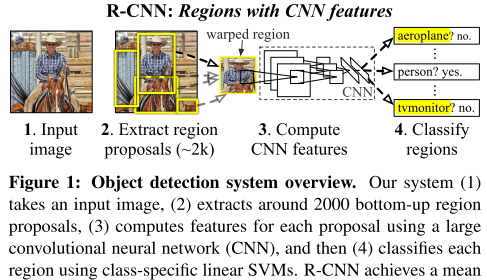 R-CNN: Regions with CNN features
warped region
aeroplane? no.
person? yes.
tvmonitor? no.
CNN
1. Input image
2. Extract region proposals (~2k)
3. Compute CNN features
4. Classify regions
Figure 1: Object detection system overview. Our system (1)
takes an input image, (2) extracts around 2000 bottom-up region
proposals, (3) computes features for each proposal using a large
convolutional neural network (CNN), and then (4) classifies each
region using class-specific linear SVMs. R-CNN achieves a mean